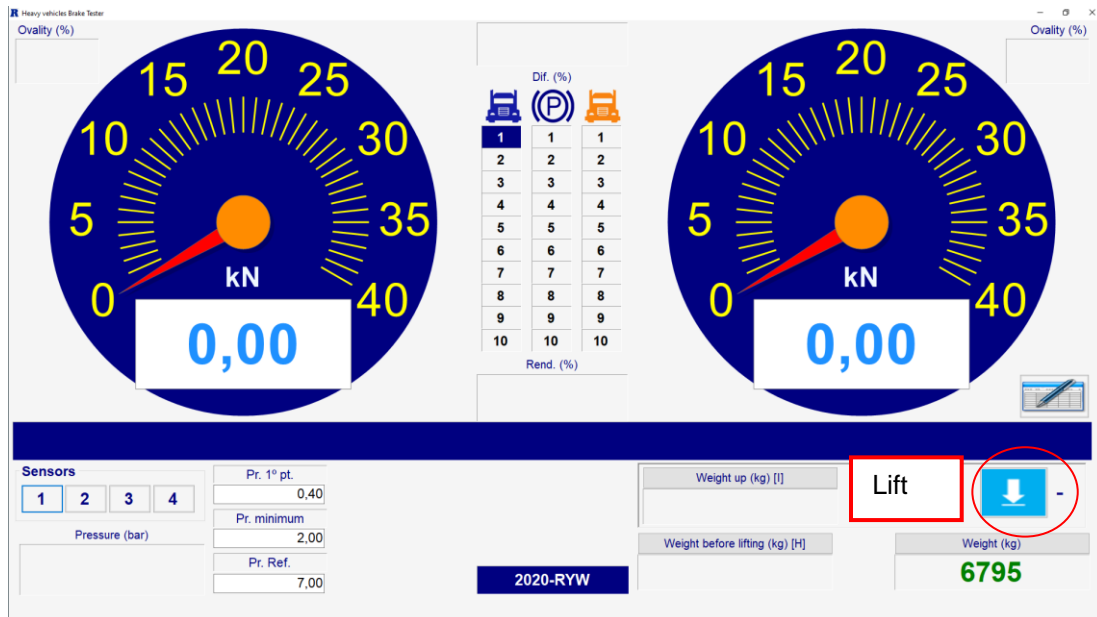 R Heavy vehicles Brake Tester
Ovality (%)
Ovality (%)
0 5 10 15 20 25 30 35 40
kN
0,00
Dif. (%)
(P)
1 1 1
2 2 2
3 3 3
4 4 4
5 5 5
6 6 6
7 7 7
8 8 8
9 9 9
10 10 10
Rend. (%)
0 5 10 15 20 25 30 35 40
kN
0,00
Sensors
1 2 3 4
Pressure (bar)
Pr. 1º pt.
0,40
Pr. minimum
2,00
Pr. Ref.
7,00
2020-RYW
Weight up (kg) [I]
Lift
-
Weight before lifting (kg) [H]
Weight (kg)
6795